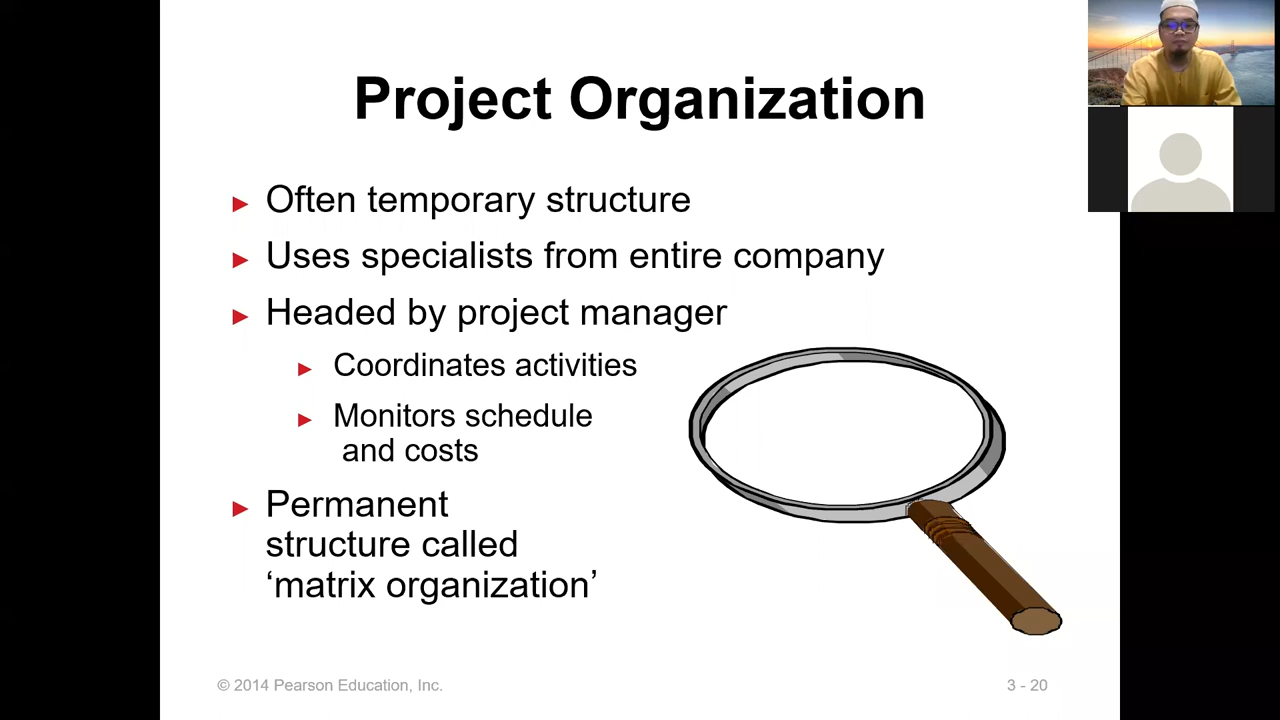 Project Organization
► Often temporary structure
► Uses specialists from entire company
► Headed by project manager
► Coordinates activities
► Monitors schedule
and costs
► Permanent
structure called
‘matrix organization’
© 2014 Pearson Education, Inc.
3 - 20